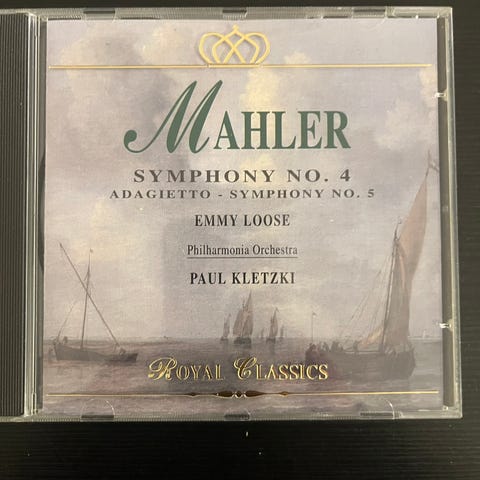 MAHLER
SYMPHONY NO. 4
ADAGIETTO - SYMPHONY NO. 5
EMMY LOOSE
Philharmonia Orchestra
PAUL KLETZKI
ROYAL CLASSICS